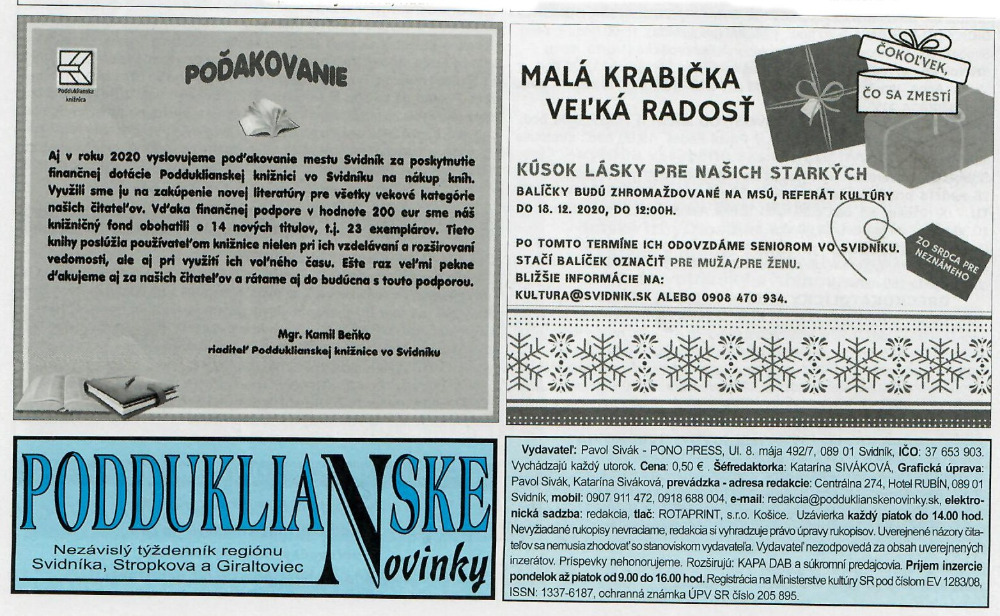 Podduklianska
knižnica
POĎAKOVANIE
Aj v roku 2020 vyslovujeme poďakovanie mestu Svidník za poskytnutie
finančnej dotácie Podduklianskej knižnici vo Svidníku na nákup kníh.
Využili sme ju na zakúpenie novej literatúry pre všetky vekové kategórie
našich čitateľov. Vďaka finančnej podpore v hodnote 200 eur sme náš
knižničný fond obohatili o 14 nových titulov, t.j. 23 exemplárov. Tieto
knihy poslúžia používateľom knižnice nielen pri ich vzdelávaní a rozširovaní
vedomostí, ale aj pri využití ich voľného času. Ešte raz veľmi pekne
ďakujeme aj za našich čitateľov a rátame aj do budúcna s touto podporou.
Mgr. Kamil Beňko
riaditeľ Podduklianskej knižnice vo Svidníku
MALÁ KRABIČKA
VEĽKÁ RADOSŤ
ČOKOĽVEK,
ČO SA ZMESTÍ
KÚSOK LÁSKY PRE NAŠICH STARKÝCH
BALÍČKY BUDÚ ZHROMAŽDOVANÉ NA MSÚ, REFERÁT KULTÚRY
DO 18. 12. 2020, DO 12:00H.
PO TOMTO TERMÍNE ICH ODOVZDÁME SENIOROM VO SVIDNÍKU.
STAČÍ BALÍČEK OZNAČIŤ PRE MUŽA/PRE ŽENU.
BLIŽŠIE INFORMÁCIE NA:
KULTURA@SVIDNIK.SK ALEBO 0908 470 934.
ZO SRDCA PRE
NEZNÁMEHO
PODDUKLIANSKE
Novinky
Nezávislý týždenník regiónu
Svidníka, Stropkova a Giraltoviec
Vydavateľ: Pavol Sivák - PONO PRESS, Ul. 8. mája 492/7, 089 01 Svidník, IČO: 37 653 903.
Vychádzajú každý utorok. Cena: 0,50 € . Šéfredaktorka: Katarína SIVÁKOVÁ, Grafická úprava:
Pavol Sivák, Katarína Siváková, prevádzka - adresa redakcie: Centrálna 274, Hotel RUBÍN, 089 01
Svidník, mobil: 0907 911 472, 0918 688 004, e-mail: redakcia@podduklianskenovinky.sk, elektro-
nická sadzba: redakcia, tlač: ROTAPRINT, s.r.o. Košice. Uzávierka každý piatok do 14.00 hod.
Nevyžiadané rukopisy nevraciame, redakcia si vyhradzuje právo úpravy rukopisov. Uverejnené názory čita-
teľov sa nemusia zhodovať so stanoviskom vydavateľa. Vydavateľ nezodpovedá za obsah uverejnených
inzerátov. Príspevky nehonorujeme. Rozširujú: KAPA DAB a súkromní predajcovia. Príjem inzercie
pondelok až piatok od 9.00 do 16.00 hod. Registrácia na Ministerstve kultúry SR pod číslom EV 1283/08,
ISSN: 1337-6187, ochranná známka ÚPV SR číslo 205 895.